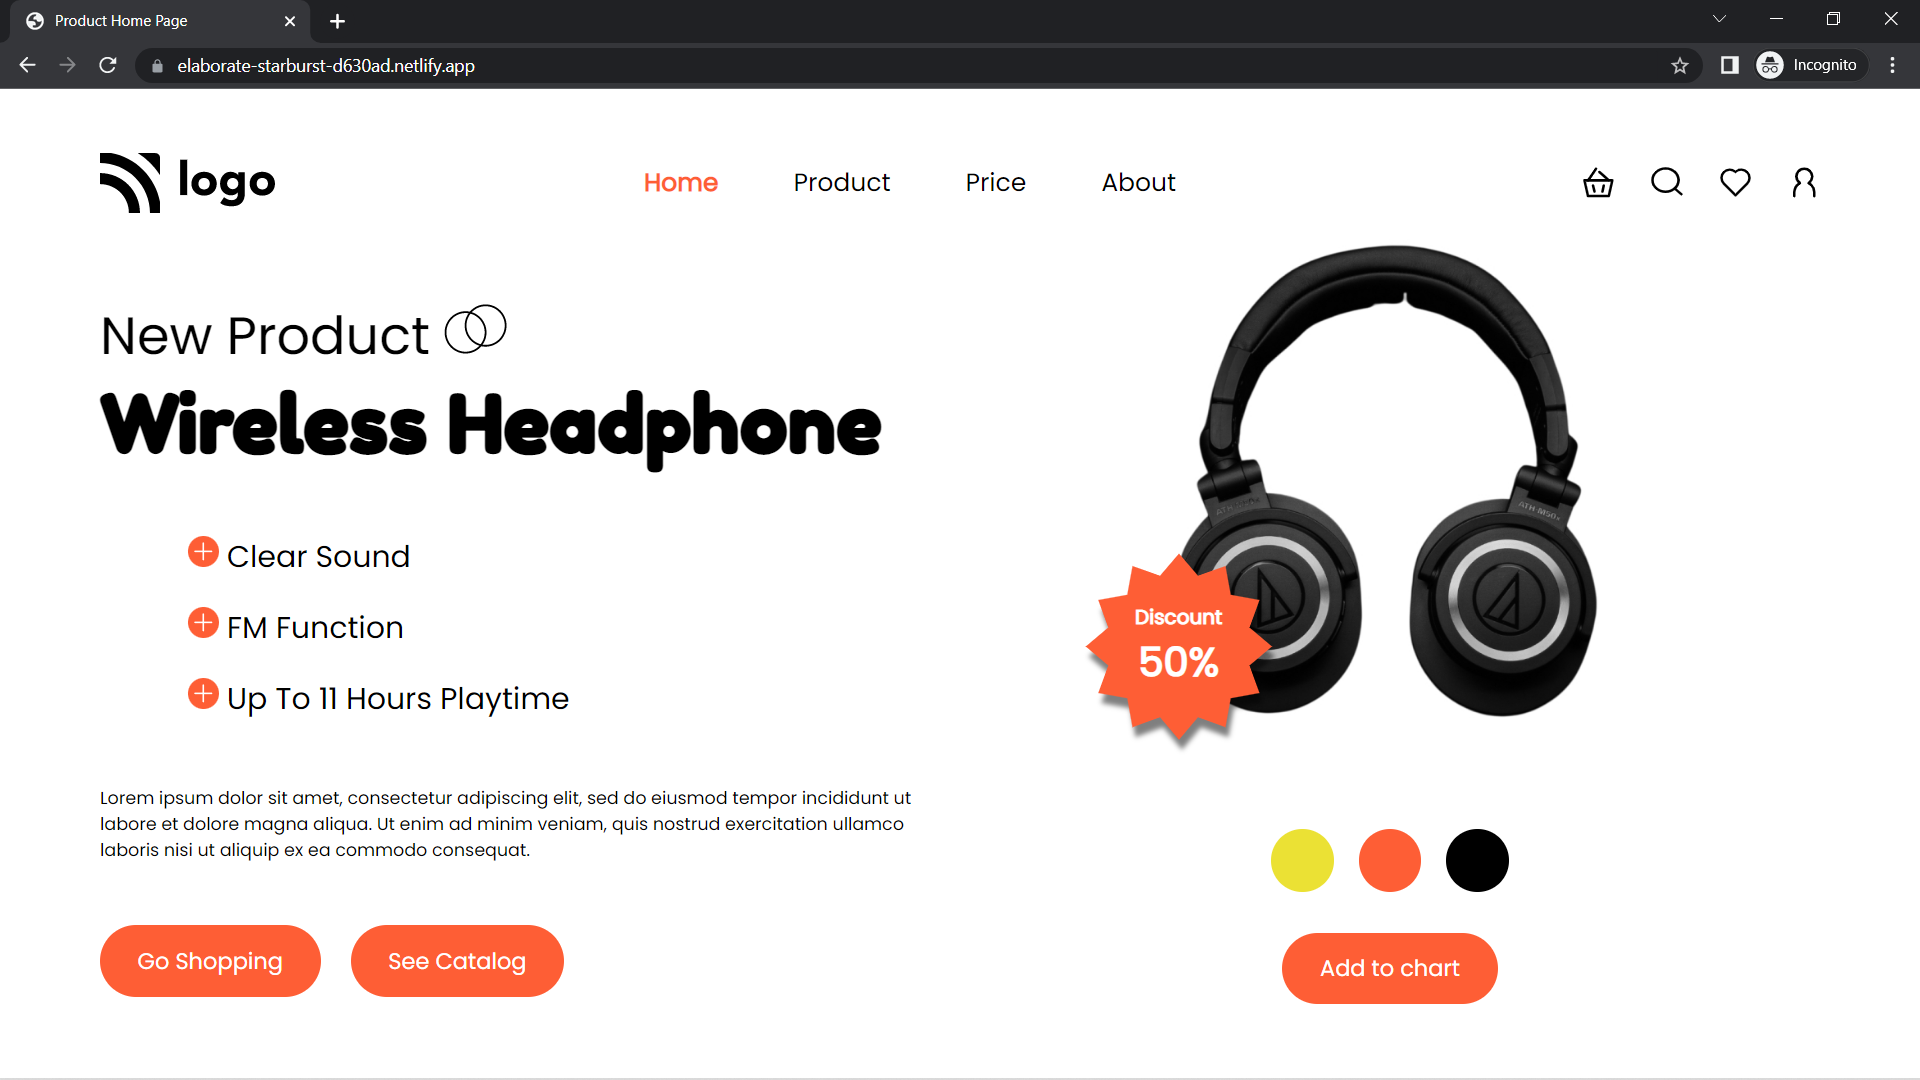 Product Home Page
elaborate-starburst-d630ad.netlify.app
Incognito
logo
Home
Product
Price
About
New Product
Wireless Headphone
Clear Sound
FM Function
Up To 11 Hours Playtime
Lorem ipsum dolor sit amet, consectetur adipiscing elit, sed do eiusmod tempor incididunt ut
labore et dolore magna aliqua. Ut enim ad minim veniam, quis nostrud exercitation ullamco
laboris nisi ut aliquip ex ea commodo consequat.
Go Shopping
See Catalog
ATH-M50x
Discount
50%
Add to chart